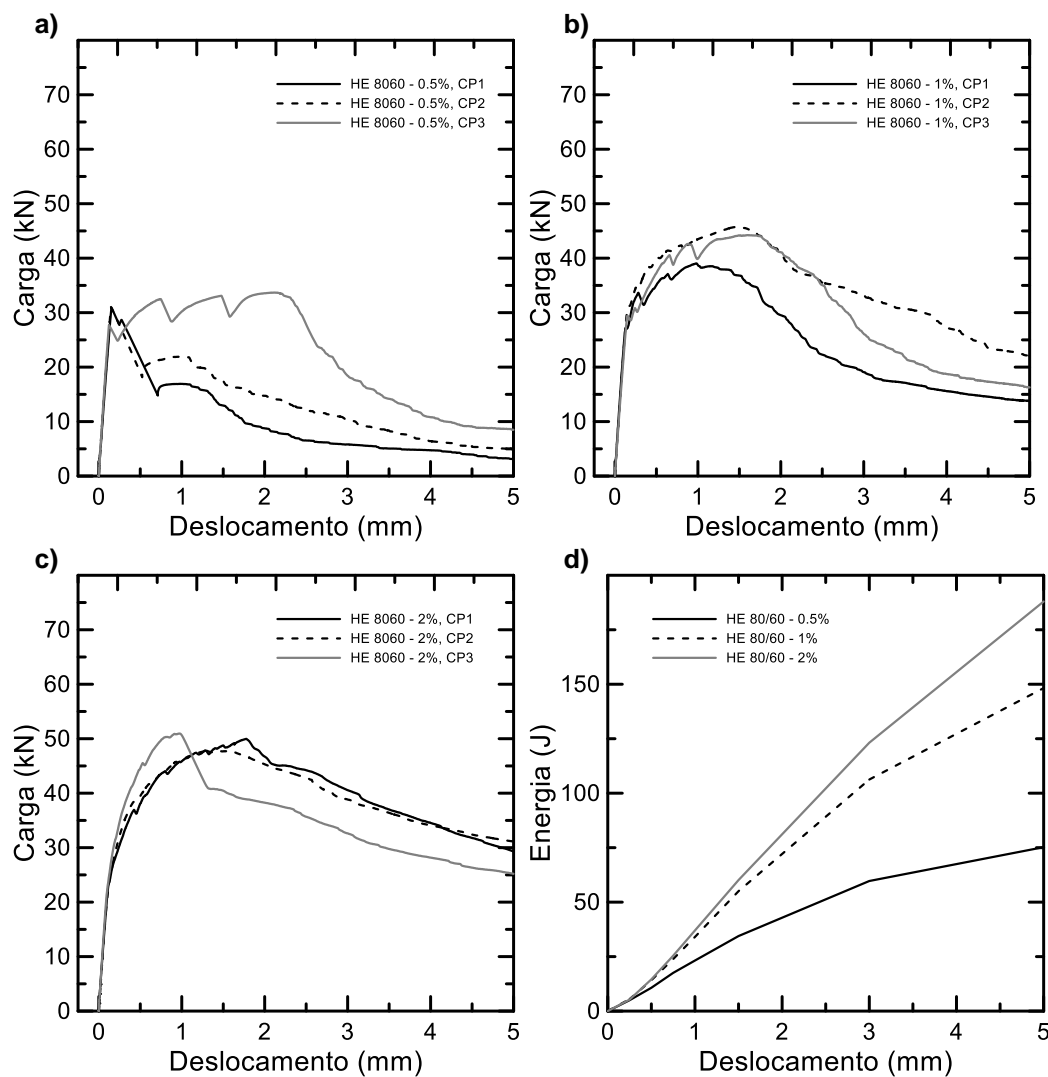 a)
HE 8060 - 0.5%, CP1
HE 8060 - 0.5%, CP2
HE 8060 - 0.5%, CP3
70
60
50
40
30
20
10
0
Carga (kN)
0 1 2 3 4 5
Deslocamento (mm)
b)
HE 8060 - 1%, CP1
HE 8060 - 1%, CP2
HE 8060 - 1%, CP3
70
60
50
40
30
20
10
0
Carga (kN)
0 1 2 3 4 5
Deslocamento (mm)
c)
HE 8060 - 2%, CP1
HE 8060 - 2%, CP2
HE 8060 - 2%, CP3
70
60
50
40
30
20
10
0
Carga (kN)
0 1 2 3 4 5
Deslocamento (mm)
d)
HE 80/60 - 0.5%
HE 80/60 - 1%
HE 80/60 - 2%
150
100
50
0
Energia (J)
0 1 2 3 4 5
Deslocamento (mm)